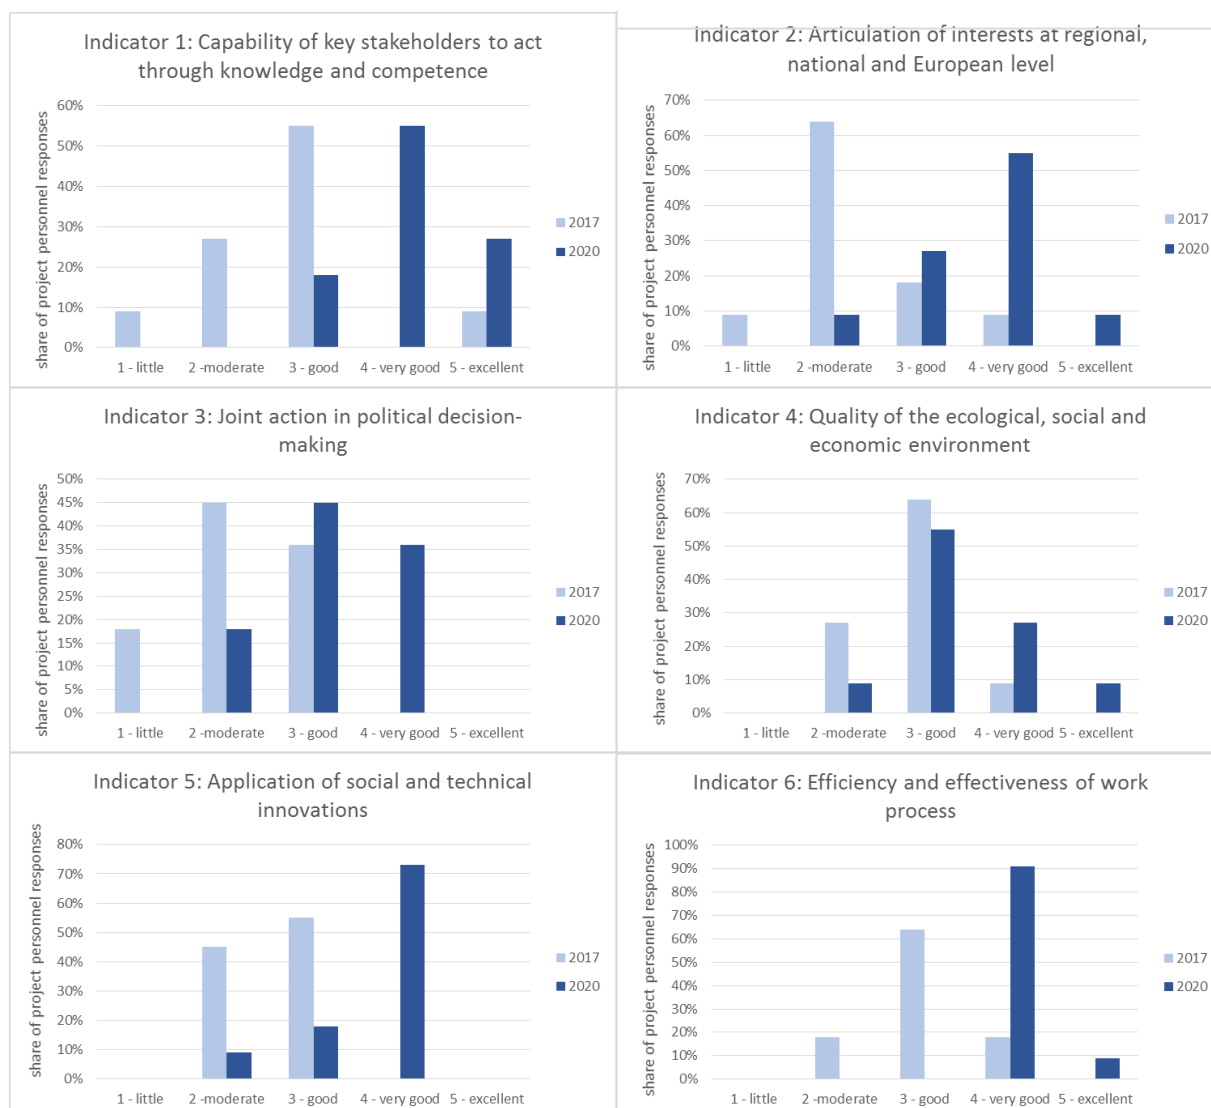 Indicator 1: Capability of key stakeholders to act
through knowledge and competence
share of project personnel responses
60%
50%
40%
30%
20%
10%
0%
1 - little 2 -moderate 3 - good 4 - very good 5 - excellent
2017
2020
Indicator 2: Articulation of interests at regional,
national and European level
share of project personnel responses
70%
60%
50%
40%
30%
20%
10%
0%
1 - little 2 -moderate 3 - good 4 - very good 5 - excellent
2017
2020
Indicator 3: Joint action in political decision-
making
share of project personnel responses
50%
45%
40%
35%
30%
25%
20%
15%
10%
5%
0%
1 - little 2 -moderate 3 - good 4 - very good 5 - excellent
2017
2020
Indicator 4: Quality of the ecological, social and
economic environment
share of project personnel responses
70%
60%
50%
40%
30%
20%
10%
0%
1 - little 2 -moderate 3 - good 4 - very good 5 - excellent
2017
2020
Indicator 5: Application of social and technical
innovations
share of project personnel responses
80%
70%
60%
50%
40%
30%
20%
10%
0%
1 - little 2 -moderate 3 - good 4 - very good 5 - excellent
2017
2020
Indicator 6: Efficiency and effectiveness of work
process
share of project personnel responses
100%
90%
80%
70%
60%
50%
40%
30%
20%
10%
0%
1 - little 2 -moderate 3 - good 4 - very good 5 - excellent
2017
2020